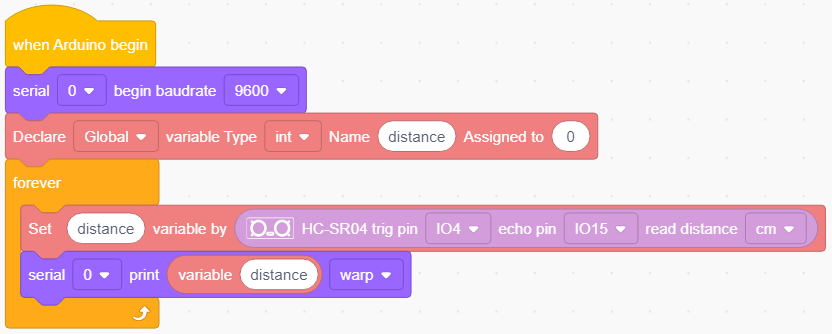 when Arduino begin
serial 0 begin baudrate 9600
Declare Global variable Type int Name distance Assigned to 0
forever
Set distance variable by HC-SR04 trig pin IO4 echo pin IO15 read distance cm
serial 0 print variable distance warp